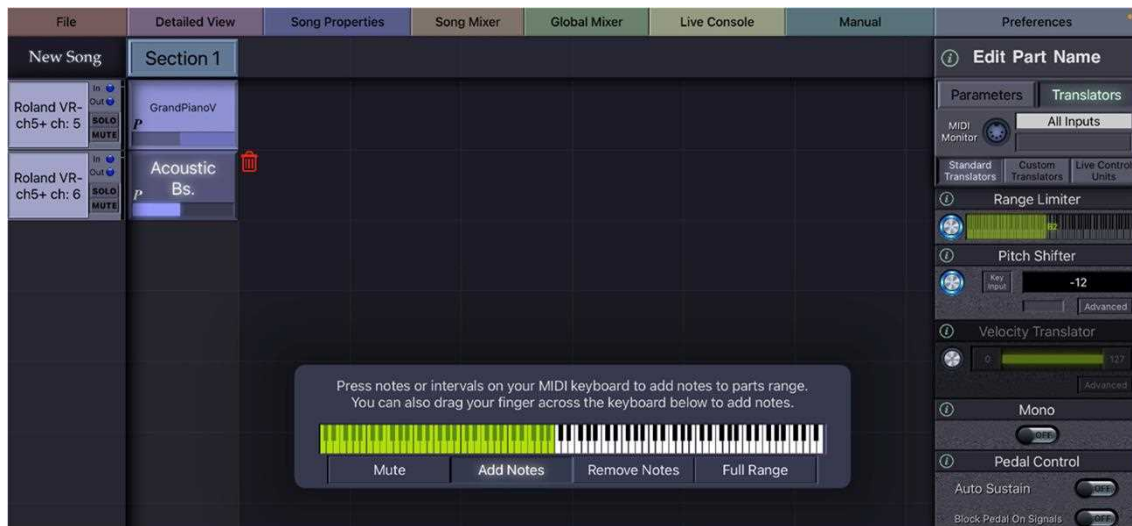 File
Detailed View
Song Properties
Song Mixer
Global Mixer
Live Console
Manual
Preferences
New Song
Section 1
Edit Part Name
Parameters
Translators
MIDI
Monitor
All Inputs
Standard
Translators
Custom
Translators
Live Control
Units
Roland VR-
ch5+ ch: 5
In
Out
SOLO
MUTE
GrandPianoV
P
Roland VR-
ch5+ ch: 6
In
Out
SOLO
MUTE
Acoustic
Bs.
P
Range Limiter
B2
Pitch Shifter
Key
Input
-12
Advanced
Velocity Translator
0
127
Advanced
Mono
OFF
Pedal Control
Auto Sustain
OFF
Block Pedal On Signals
OFF
Press notes or intervals on your MIDI keyboard to add notes to parts range.
You can also drag your finger across the keyboard below to add notes.
Mute
Add Notes
Remove Notes
Full Range